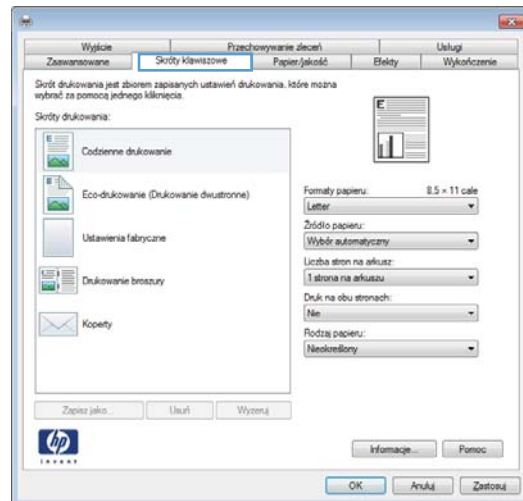 Wyjście Przechowywanie zleceń Usługi
Zaawansowane Skróty klawiszowe Papier/jakość Efekty Wykończenie
Skrót drukowania jest zbiorem zapisanych ustawień drukowania, które można
wybrać za pomocą jednego kliknięcia.
Skróty drukowania:
E
E
Codzienne drukowanie
E
Eco-drukowanie (Drukowanie dwustronne)
Ustawienia fabryczne
E
Drukowanie broszury
Koperty
Formaty papieru: 8.5 × 11 cale
Letter
Źródło papieru:
Wybór automatyczny
Liczba stron na arkusz:
1 strona na arkuszu
Druk na obu stronach:
Nie
Rodzaj papieru:
Nieokreślony
Zapisz jako... Usuń Wyzeruj
hp
invent
Informacje... Pomoc
OK Anuluj Zastosuj